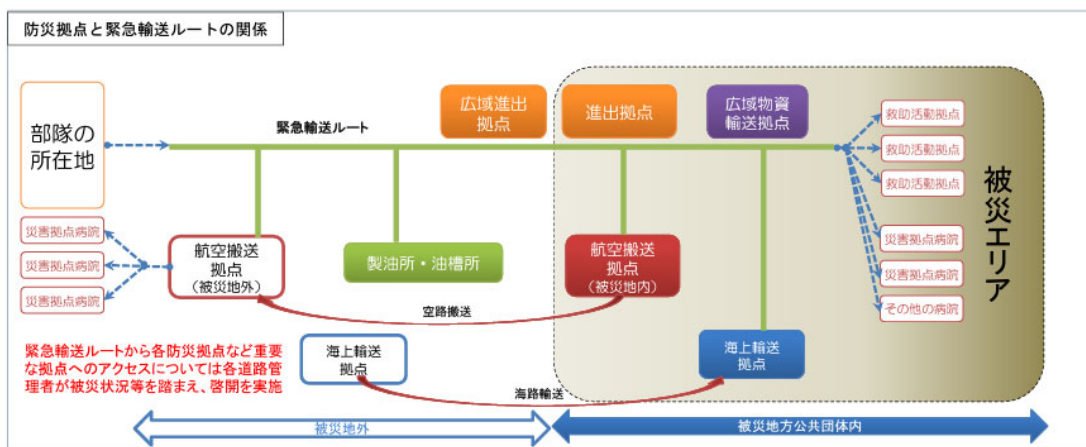 防災拠点と緊急輸送ルートの関係
部隊の
所在地
緊急輸送ルート
広域進出
拠点
進出拠点
広域物資
輸送拠点
救助活動拠点
救助活動拠点
救助活動拠点
災害拠点病院
災害拠点病院
その他の病院
被災エリア
災害拠点病院
災害拠点病院
災害拠点病院
航空搬送
拠点
（被災地外）
製油所・油槽所
航空搬送
拠点
（被災地内）
空路搬送
緊急輸送ルートから各防災拠点など重要
な拠点へのアクセスについては各道路管
理者が被災状況等を踏まえ、啓開を実施
海上輸送
拠点
海上輸送
拠点
海路輸送
被災地外
被災地方公共団体内